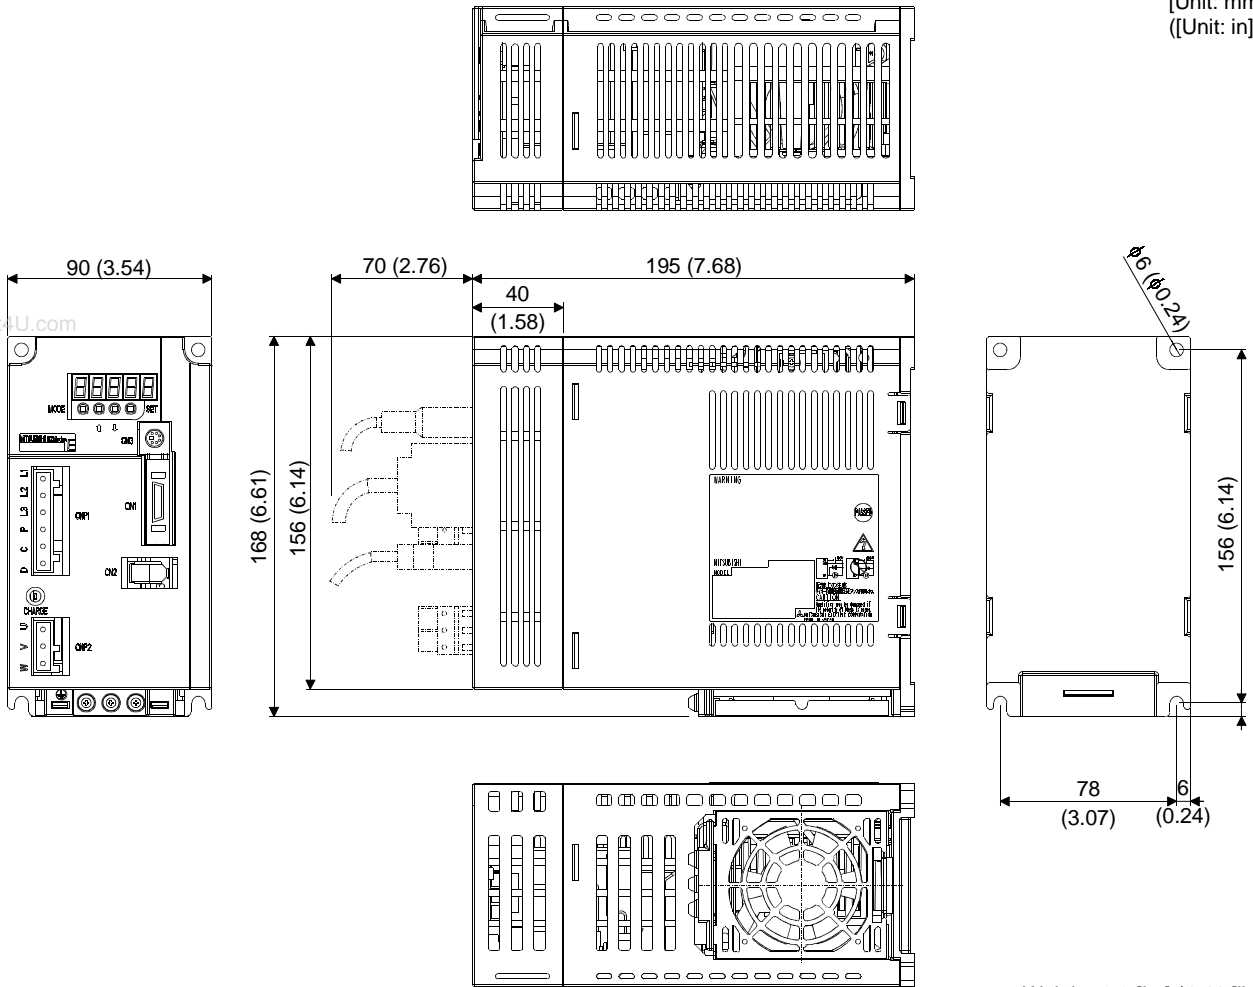 [Unit: mm
([Unit: in]
90 (3.54)
70 (2.76)
195 (7.68)
40
(1.58)
ϕ6 (ϕ0.24)
4U.com
MODE
SET
CN3
L1
L2
L3
P
C
D
CNP1
CN1
CN2
CHARGE
U
V
W
CNP2
168 (6.61)
156 (6.14)
WARNING
MITSUBISHI
MODEL
CAUTION
156 (6.14)
78
(3.07)
6
(0.24)